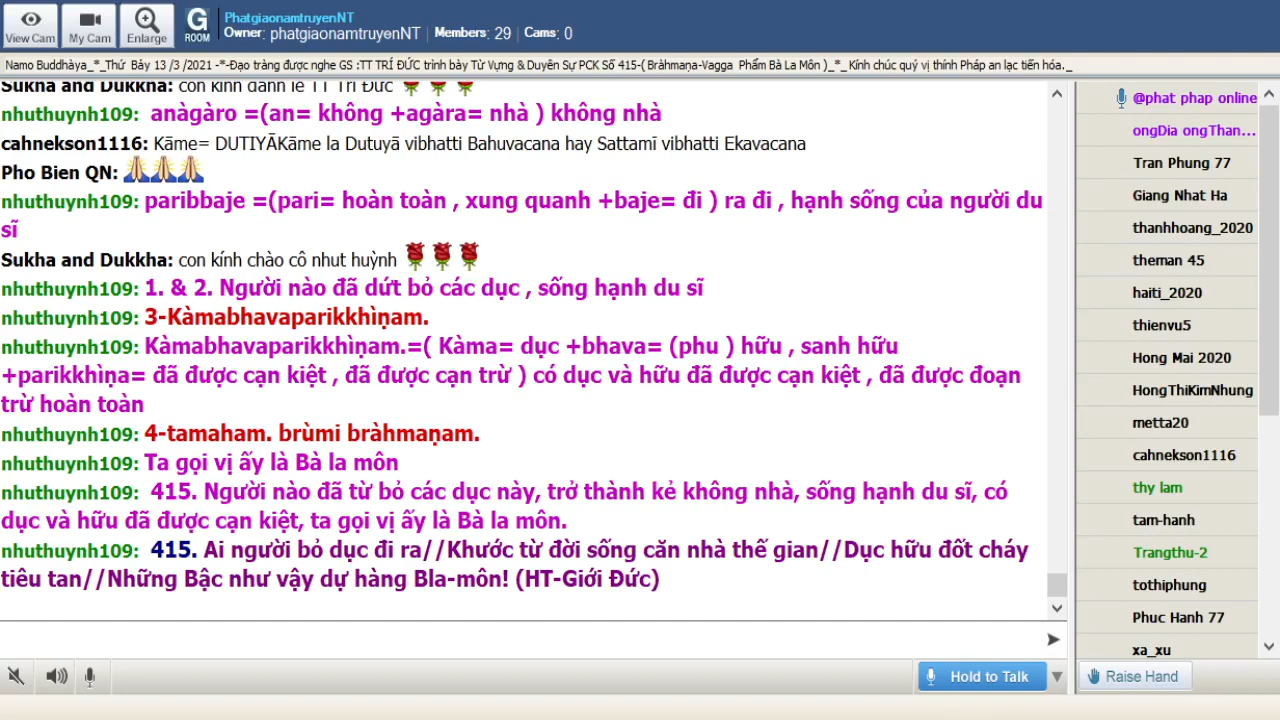 View Cam
My Cam
Enlarge
G
ROOM
PhatgiaonamtruyenNT
Owner: phatgiaonamtruyenNT | Members: 29 | Cams: 0
Namo Buddhàya_*_Thứ Bảy 13 /3 /2021 -*-Đạo tràng được nghe GS :TT TRÍ ĐỨC trình bày Từ Vựng & Duyên Sự PCK Số 415-( Bràhmaṇa-Vagga Phẩm Bà La Môn )_*_ Kính chúc quý vị thính Pháp an lạc tiến hóa._
Sukha and Dukkha: con kính đảnh lễ TT Trí Đức
nhuthuynh109: anàgàro =(an= không +agàra= nhà ) không nhà
cahnekson1116: Kāme= DUTIYĀKāme la Dutuyā vibhatti Bahuvacana hay Sattamī vibhatti Ekavacana
Pho Bien QN:
nhuthuynh109: paribbaje =(pari= hoàn toàn , xung quanh +baje= đi ) ra đi , hạnh sống của người du
sĩ
Sukha and Dukkha: con kính chào cô nhut huỳnh
nhuthuynh109: 1. & 2. Người nào đã dứt bỏ các dục , sống hạnh du sĩ
nhuthuynh109: 3-Kàmabhavaparikkhìṇam.
nhuthuynh109: Kàmabhavaparikkhìṇam.=( Kàma= dục +bhava= (phu ) hữu , sanh hữu
+parikkhìṇa= đã được cạn kiệt , đã được cạn trừ ) có dục và hữu đã được cạn kiệt , đã được đoạn
trừ hoàn toàn
nhuthuynh109: 4-tamaham. brùmi bràhmaṇam.
nhuthuynh109: Ta gọi vị ấy là Bà la môn
nhuthuynh109: 415. Người nào đã từ bỏ các dục này, trở thành kẻ không nhà, sống hạnh du sĩ, có
dục và hữu đã được cạn kiệt, ta gọi vị ấy là Bà la môn.
nhuthuynh109: 415. Ai người bỏ dục đi ra//Khước từ đời sống căn nhà thế gian//Dục hữu đốt cháy
tiêu tan//Những Bậc như vậy dự hàng Bla-môn! (HT-Giới Đức)
Hold to Talk
@phat phap online
ongDia ongThan...
Tran Phung 77
Giang Nhat Ha
thanhhoang_2020
theman 45
haiti_2020
thienvu5
Hong Mai 2020
HongThiKimNhung
metta20
cahnekson1116
thy lam
tam-hanh
Trangthu-2
tothiphung
Phuc Hanh 77
xa_xu
Raise Hand